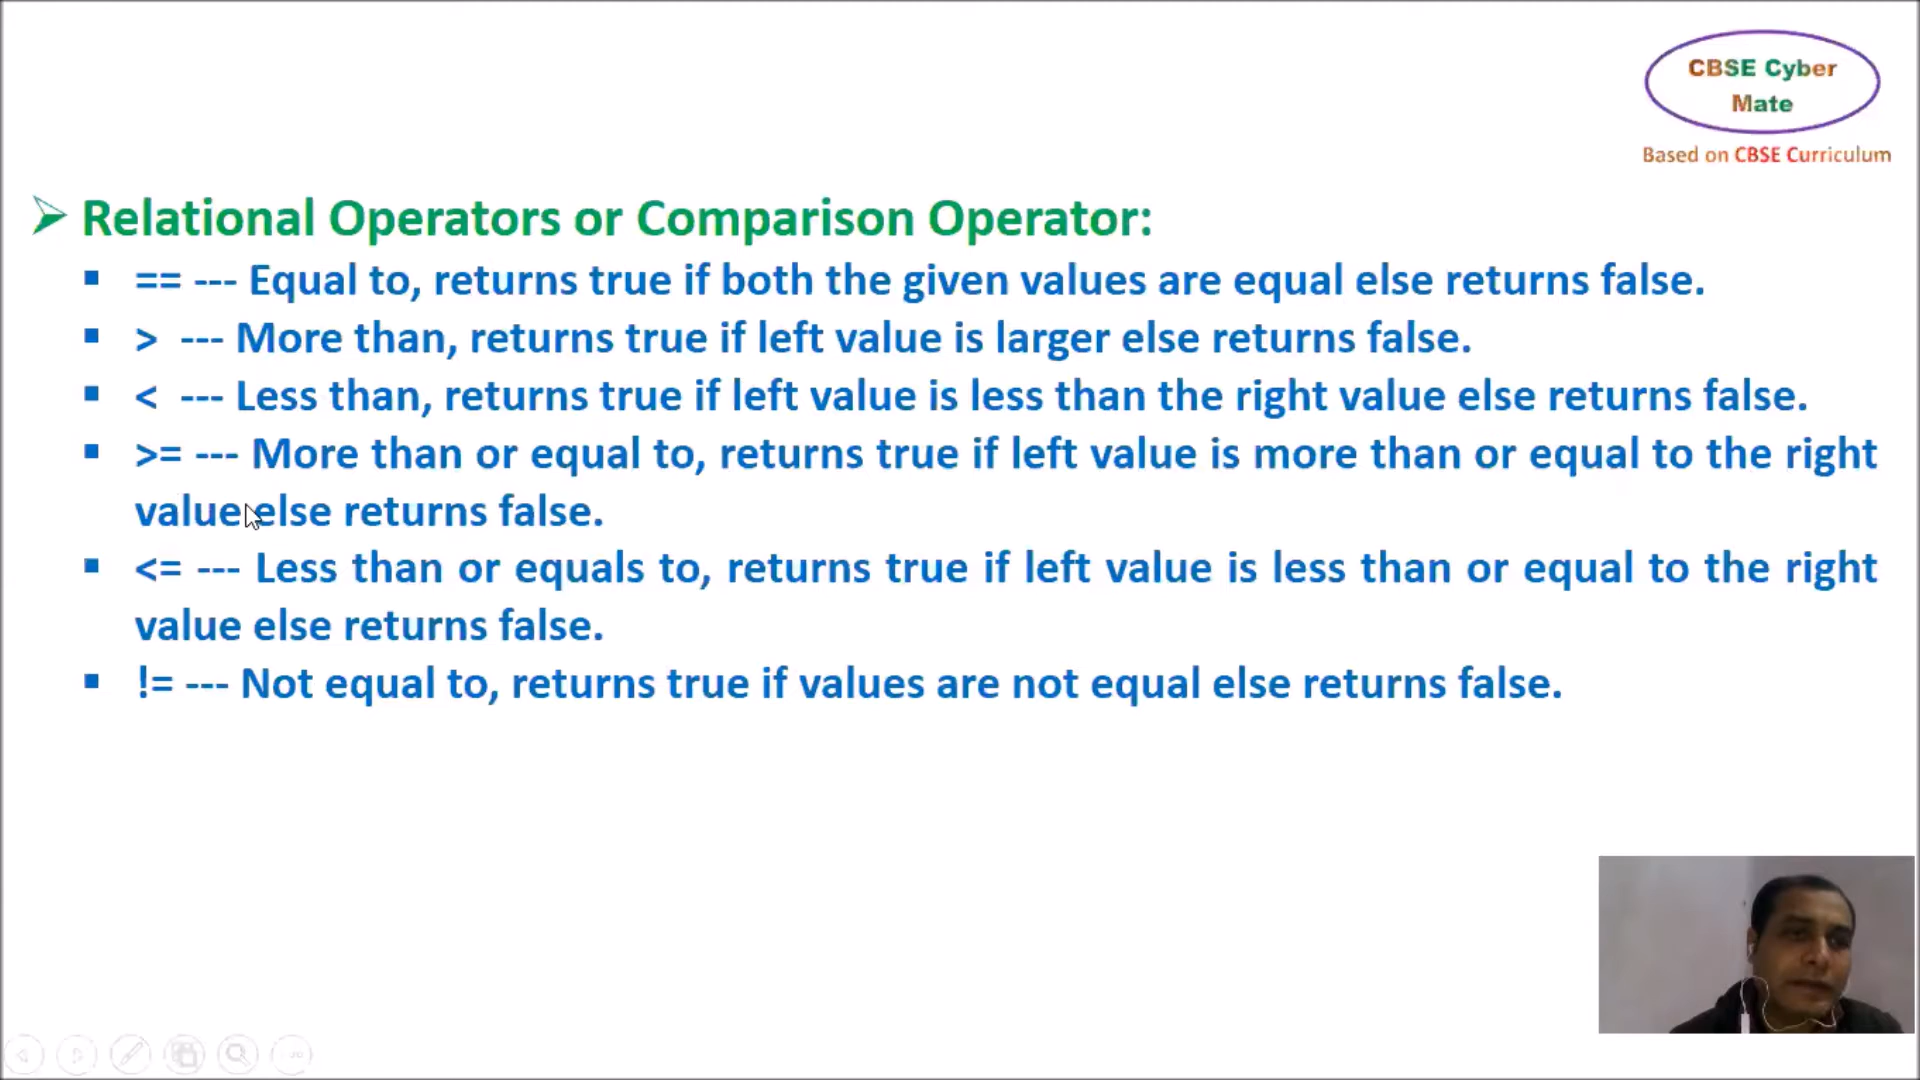 CBSE Cyber
Mate
Based on CBSE Curriculum
Relational Operators or Comparison Operator:
== --- Equal to, returns true if both the given values are equal else returns false.
> --- More than, returns true if left value is larger else returns false.
< --- Less than, returns true if left value is less than the right value else returns false.
>= --- More than or equal to, returns true if left value is more than or equal to the right
value else returns false.
<= --- Less than or equals to, returns true if left value is less than or equal to the right
value else returns false.
!= --- Not equal to, returns true if values are not equal else returns false.